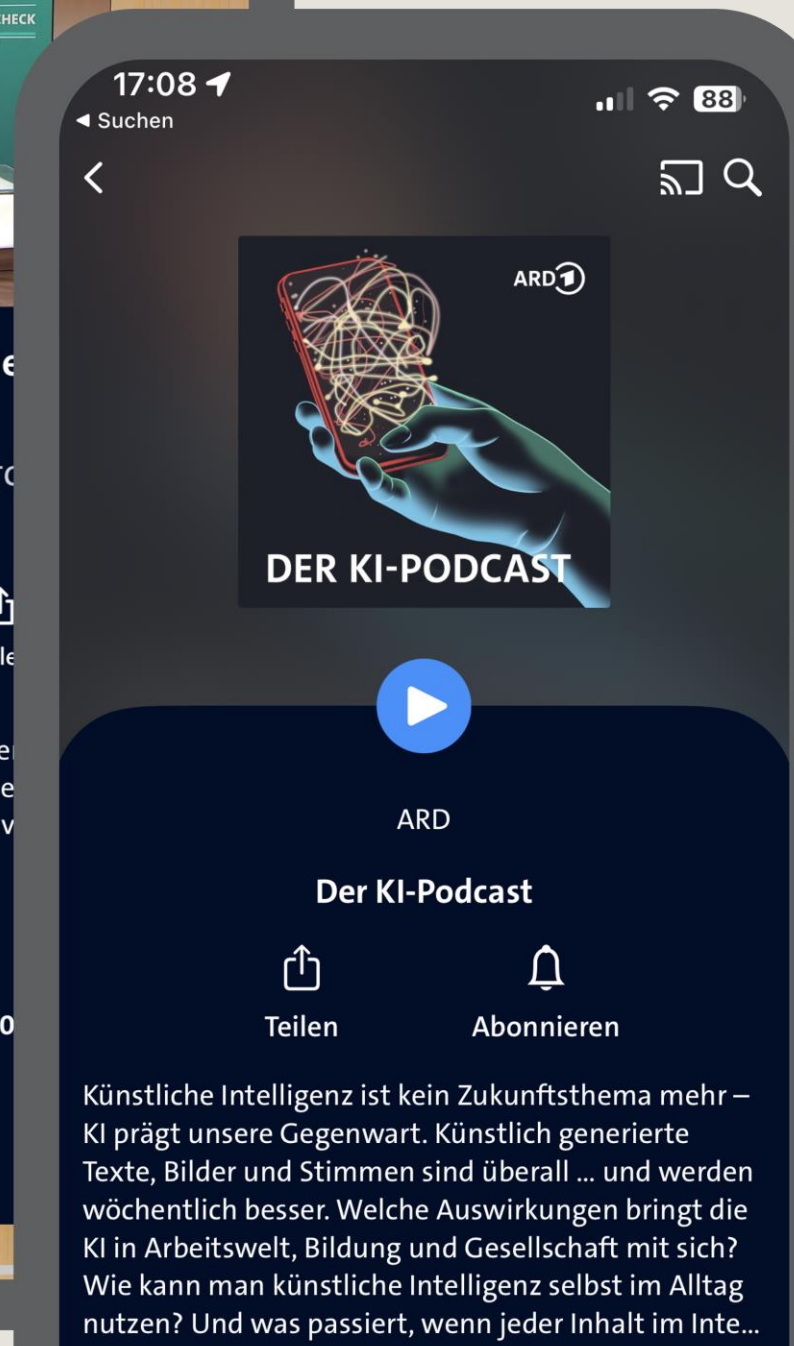 CHECK
17:08
Suchen
88
ARD 1
DER KI-PODCAST
ARD
Der KI-Podcast
Teilen
Abonnieren
Künstliche Intelligenz ist kein Zukunftsthema mehr –
KI prägt unsere Gegenwart. Künstlich generierte
Texte, Bilder und Stimmen sind überall ... und werden
wöchentlich besser. Welche Auswirkungen bringt die
KI in Arbeitswelt, Bildung und Gesellschaft mit sich?
Wie kann man künstliche Intelligenz selbst im Alltag
nutzen? Und was passiert, wenn jeder Inhalt im Inte...